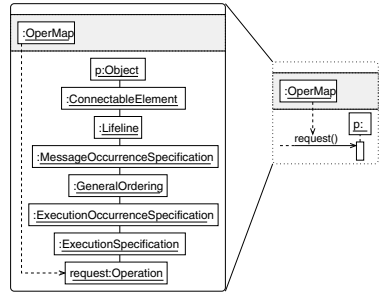 :OperMap
p:Object
:ConnectableElement
:Lifeline
:MessageOccurrenceSpecification
:GeneralOrdering
:ExecutionOccurrenceSpecification
:ExecutionSpecification
request:Operation
:OperMap
p:
request()